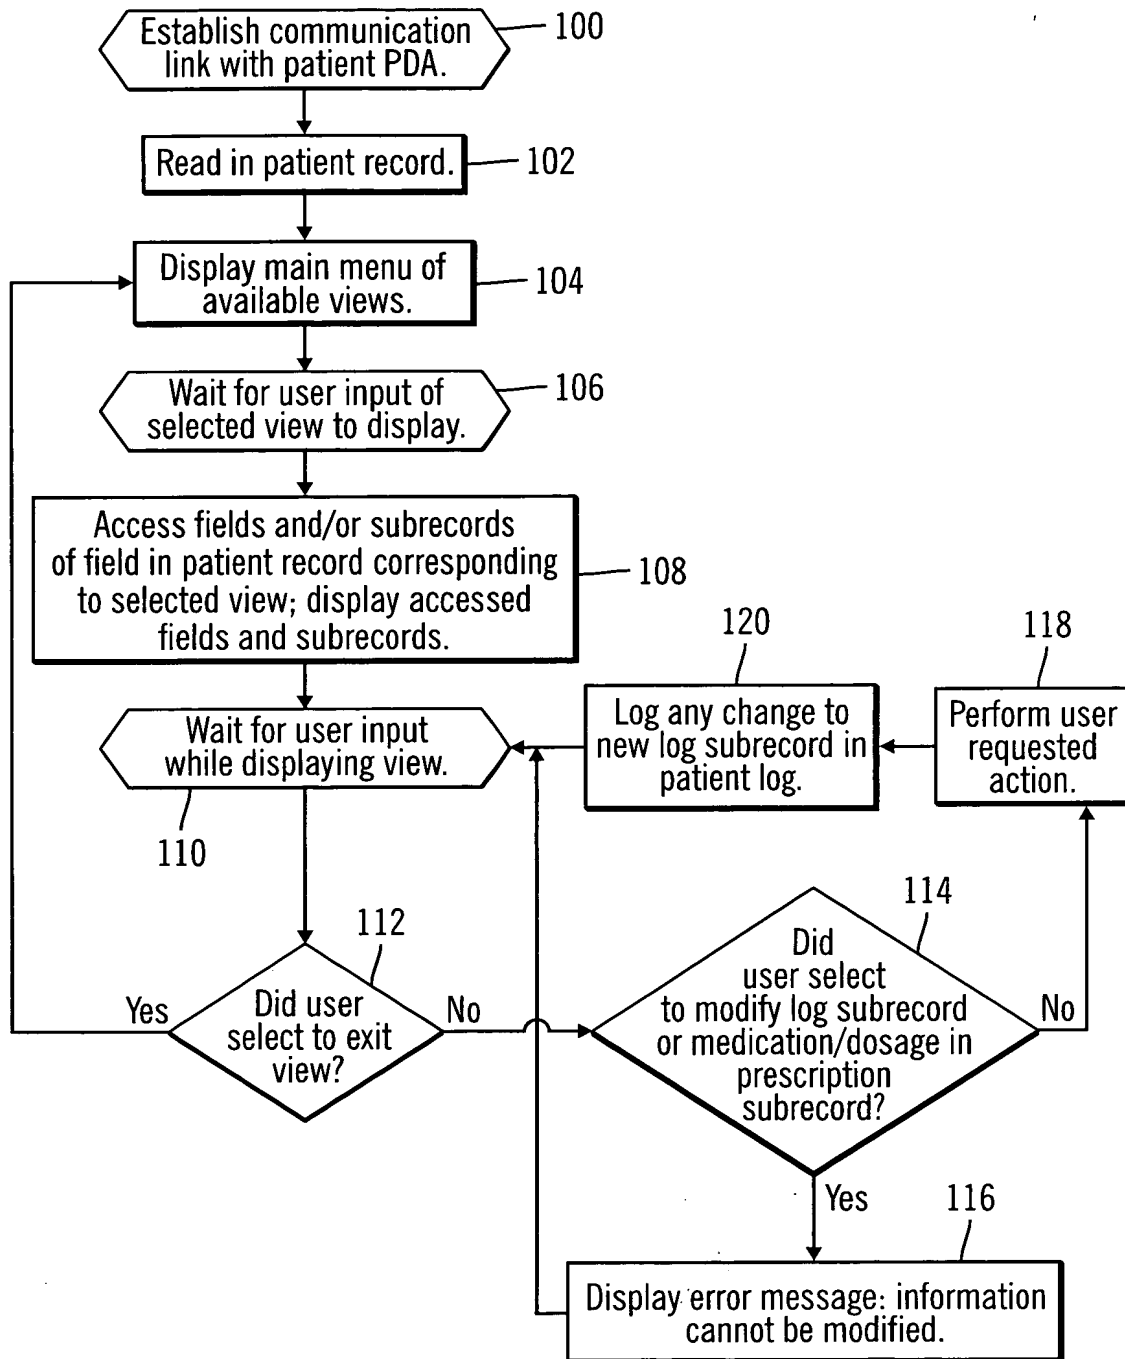 Establish communication
link with patient PDA.
100
Read in patient record.
102
Display main menu of
available views.
104
Wait for user input of
selected view to display.
106
Access fields and/or subrecords
of field in patient record corresponding
to selected view; display accessed
fields and subrecords.
108
Wait for user input
while displaying view.
110
120
Log any change to
new log subrecord in
patient log.
118
Perform user
requested
action.
112
Did user
select to exit
view?
Yes
No
114
Did
user select
to modify log subrecord
or medication/dosage in
prescription
subrecord?
No
Yes
116
Display error message: information
cannot be modified.